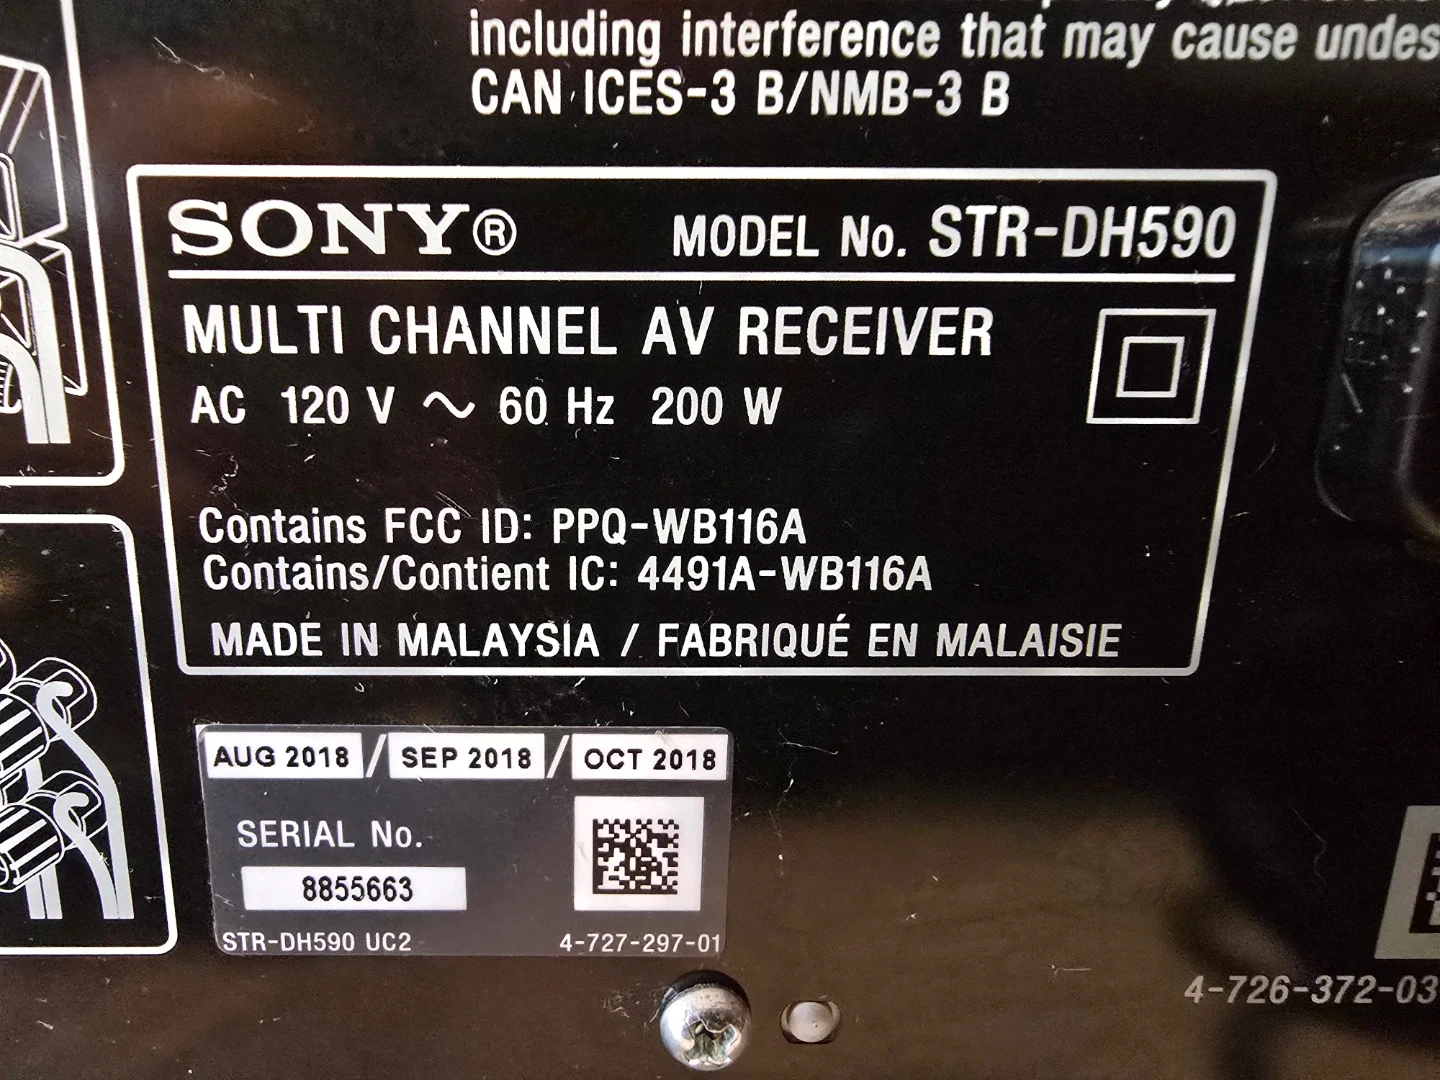 including interference that may cause undes
CAN ICES-3 B/NMB-3 B
SONY® MODEL No. STR-DH590
MULTI CHANNEL AV RECEIVER
AC 120 V ~ 60 Hz 200 W
Contains FCC ID: PPQ-WB116A
Contains/Contient IC: 4491A-WB116A
MADE IN MALAYSIA / FABRIQUÉ EN MALAISIE
AUG 2018 / SEP 2018 / OCT 2018
SERIAL No.
8855663
STR-DH590 UC2 4-727-297-01
4-726-372-03